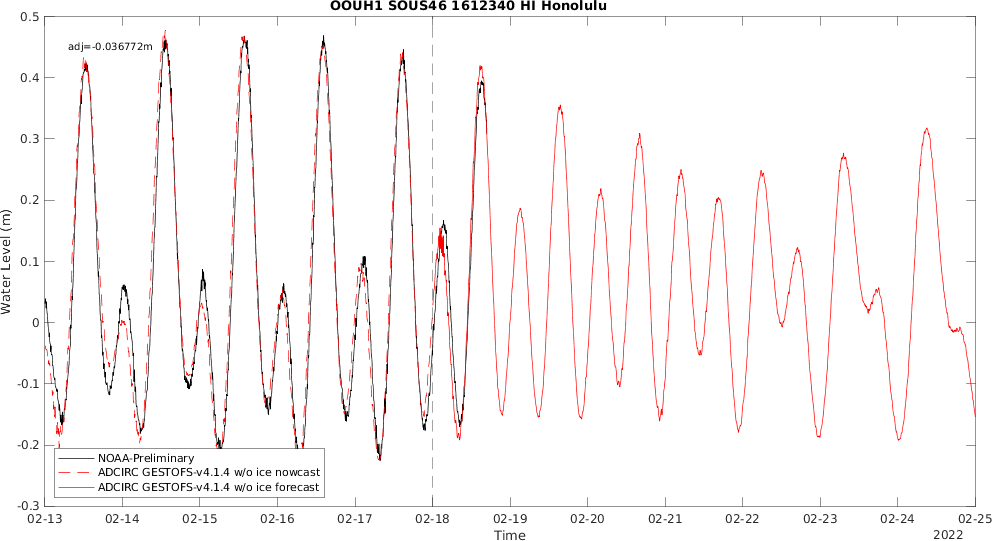 OOUH1 SOUS46 1612340 HI Honolulu
adj=-0.036772m
0.5
0.4
0.3
0.2
0.1
0
-0.1
-0.2
-0.3
Water Level (m)
NOAA-Preliminary
ADCIRC GESTOFS-v4.1.4 w/o ice nowcast
ADCIRC GESTOFS-v4.1.4 w/o ice forecast
02-13 02-14 02-15 02-16 02-17 02-18 02-19 02-20 02-21 02-22 02-23 02-24 02-25
Time
2022